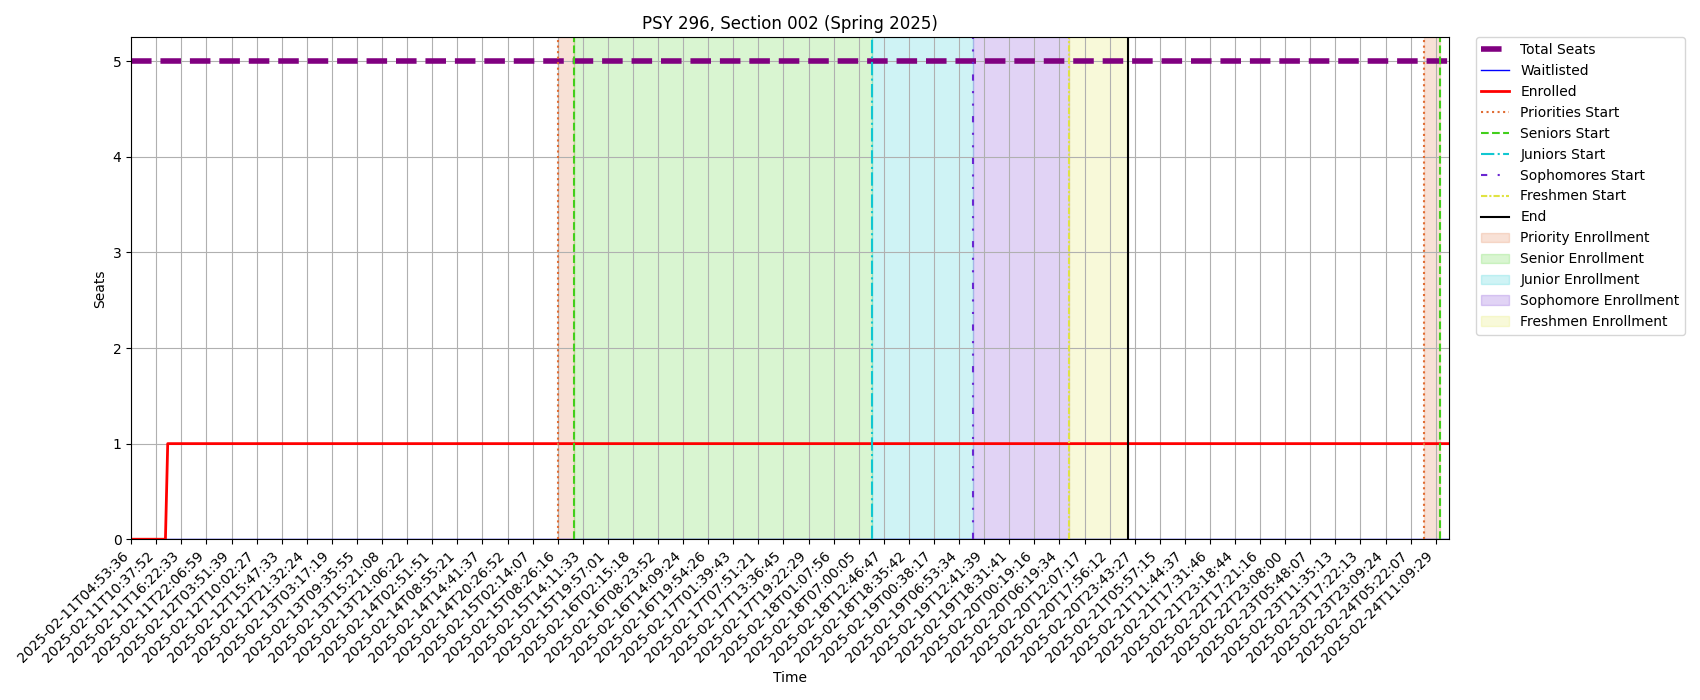 PSY 296, Section 002 (Spring 2025)
Seats
5
4
3
2
1
0
2025-02-11T04:53:36
2025-02-11T10:37:52
2025-02-11T16:22:33
2025-02-11T22:06:59
2025-02-12T03:51:39
2025-02-12T10:02:27
2025-02-12T15:47:33
2025-02-12T21:32:24
2025-02-13T03:17:19
2025-02-13T09:35:55
2025-02-13T15:21:08
2025-02-13T21:06:22
2025-02-14T02:51:51
2025-02-14T08:55:21
2025-02-14T14:41:37
2025-02-14T20:26:52
2025-02-15T02:14:07
2025-02-15T08:26:16
2025-02-15T14:11:33
2025-02-15T19:57:01
2025-02-16T02:15:18
2025-02-16T08:23:52
2025-02-16T14:09:24
2025-02-16T19:54:26
2025-02-17T01:39:43
2025-02-17T07:51:21
2025-02-17T13:36:45
2025-02-17T19:22:29
2025-02-18T01:07:56
2025-02-18T07:00:05
2025-02-18T12:46:47
2025-02-18T18:35:42
2025-02-19T00:38:17
2025-02-19T06:53:34
2025-02-19T12:41:39
2025-02-19T18:31:41
2025-02-20T00:19:16
2025-02-20T06:19:34
2025-02-20T12:07:17
2025-02-20T17:56:12
2025-02-20T23:43:27
2025-02-21T05:57:15
2025-02-21T11:44:37
2025-02-21T17:31:46
2025-02-21T23:18:44
2025-02-22T17:21:16
2025-02-22T23:08:00
2025-02-23T05:48:07
2025-02-23T11:35:13
2025-02-23T17:22:13
2025-02-23T23:09:24
2025-02-24T05:22:07
2025-02-24T11:09:29
Time
Total Seats
Waitlisted
Enrolled
Priorities Start
Seniors Start
Juniors Start
Sophomores Start
Freshmen Start
End
Priority Enrollment
Senior Enrollment
Junior Enrollment
Sophomore Enrollment
Freshmen Enrollment